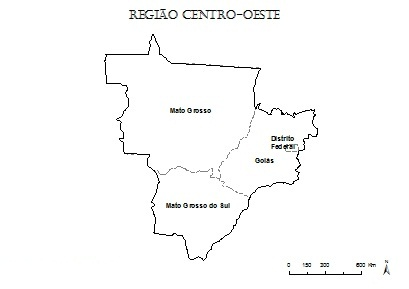 REGIÃO CENTRO-OESTE
Mato Grosso
Distrito
Federal
Goiás
Mato Grosso do Sul
0 150 300 600 Km
N